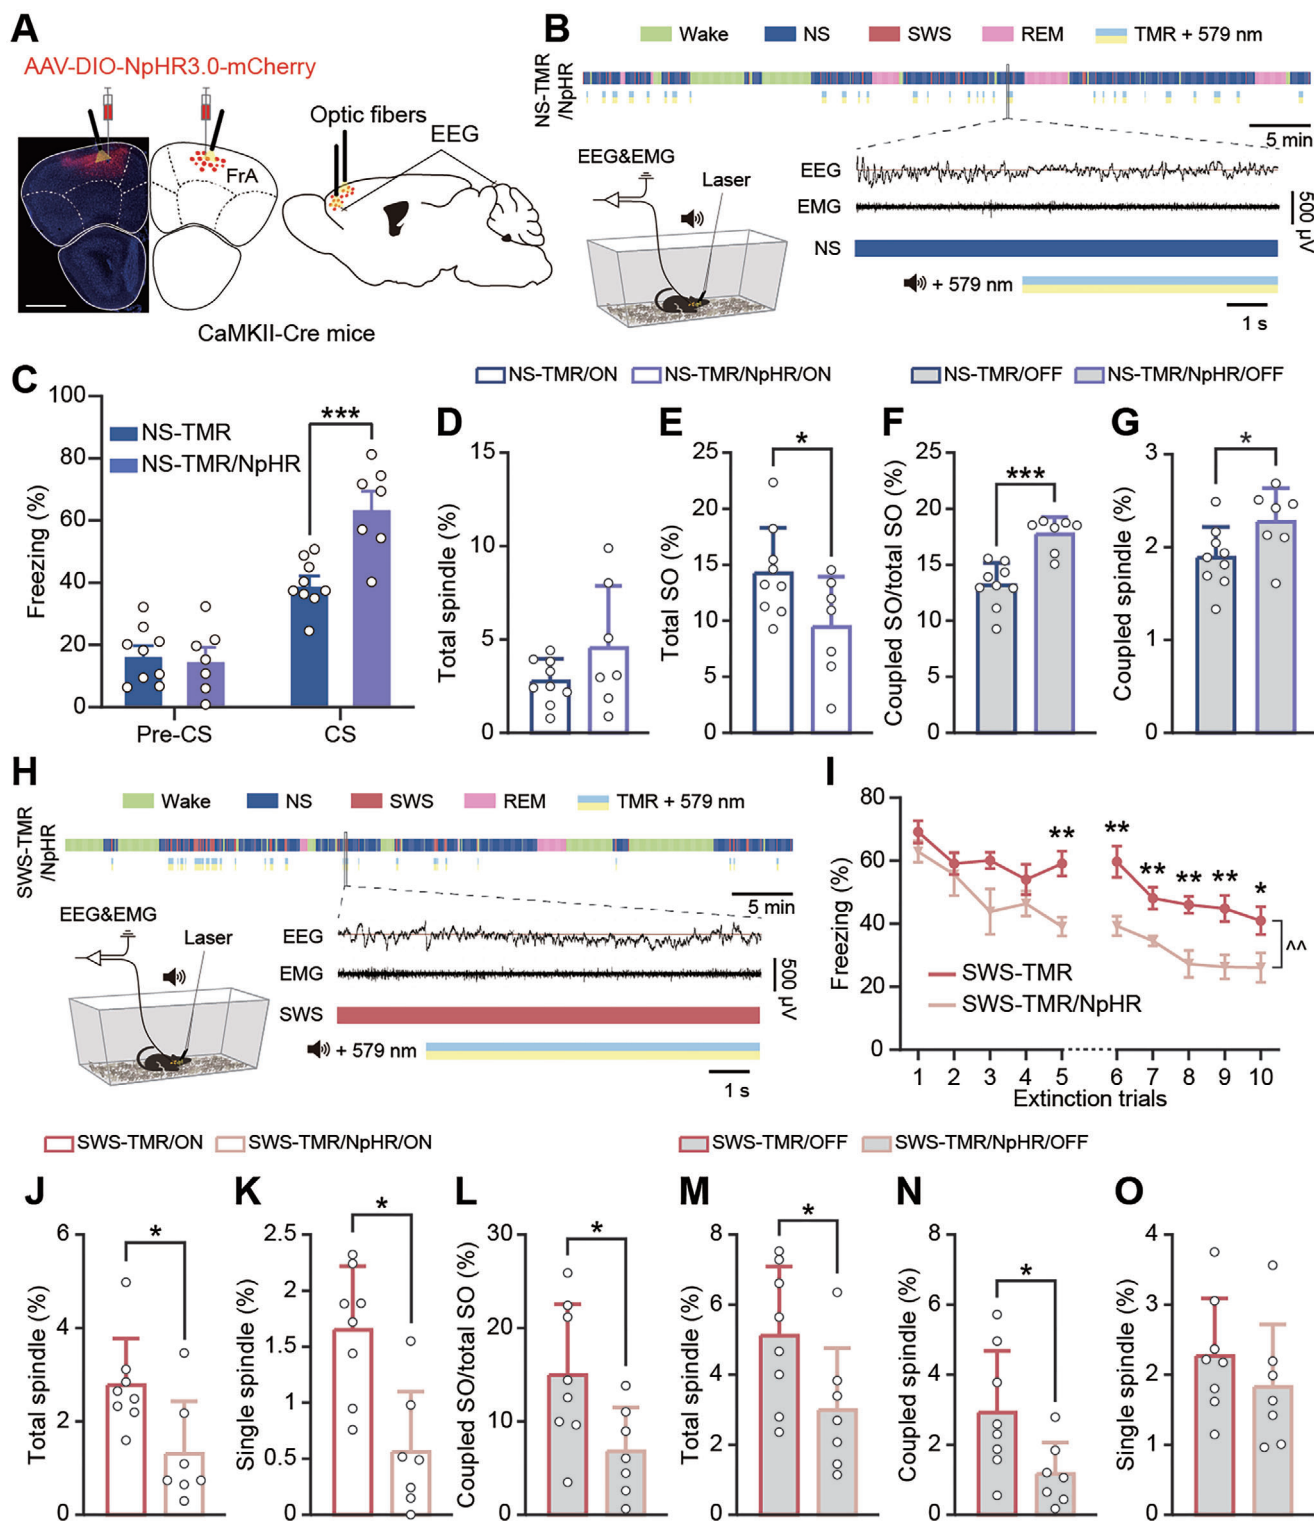 A
AAV-DIO-NpHR3.0-mCherry
Optic fibers
EEG
FrA
CaMKII-Cre mice
B
Wake NS SWS REM TMR + 579 nm
NS-TMR
/NpHR
5 min
EEG&EMG
Laser
EEG
EMG
500 µV
NS
+ 579 nm
1 s
C
Freezing (%)
100
80
60
40
20
0
NS-TMR
NS-TMR/NpHR
***
Pre-CS CS
NS-TMR/ON NS-TMR/NpHR/ON
NS-TMR/OFF NS-TMR/NpHR/OFF
D
Total spindle (%)
15
10
5
0
E
Total SO (%)
25
20
15
10
5
0
*
F
Coupled SO/total SO (%)
25
20
15
10
5
0
***
G
Coupled spindle (%)
3
2
1
0
*
H
Wake NS SWS REM TMR + 579 nm
SWS-TMR
/NpHR
5 min
EEG&EMG
Laser
EEG
EMG
500 µV
SWS
+ 579 nm
1 s
I
Freezing (%)
80
60
40
20
0
** ** ** ** ** *
^^
SWS-TMR
SWS-TMR/NpHR
1 2 3 4 5 6 7 8 9 10
Extinction trials
SWS-TMR/ON SWS-TMR/NpHR/ON
SWS-TMR/OFF SWS-TMR/NpHR/OFF
J
Total spindle (%)
6
4
2
0
*
K
Single spindle (%)
2.5
2
1.5
1
0.5
0
*
L
Coupled SO/total SO (%)
30
20
10
0
*
M
Total spindle (%)
8
6
4
2
0
*
N
Coupled spindle (%)
8
6
4
2
0
*
O
Single spindle (%)
4
3
2
1
0